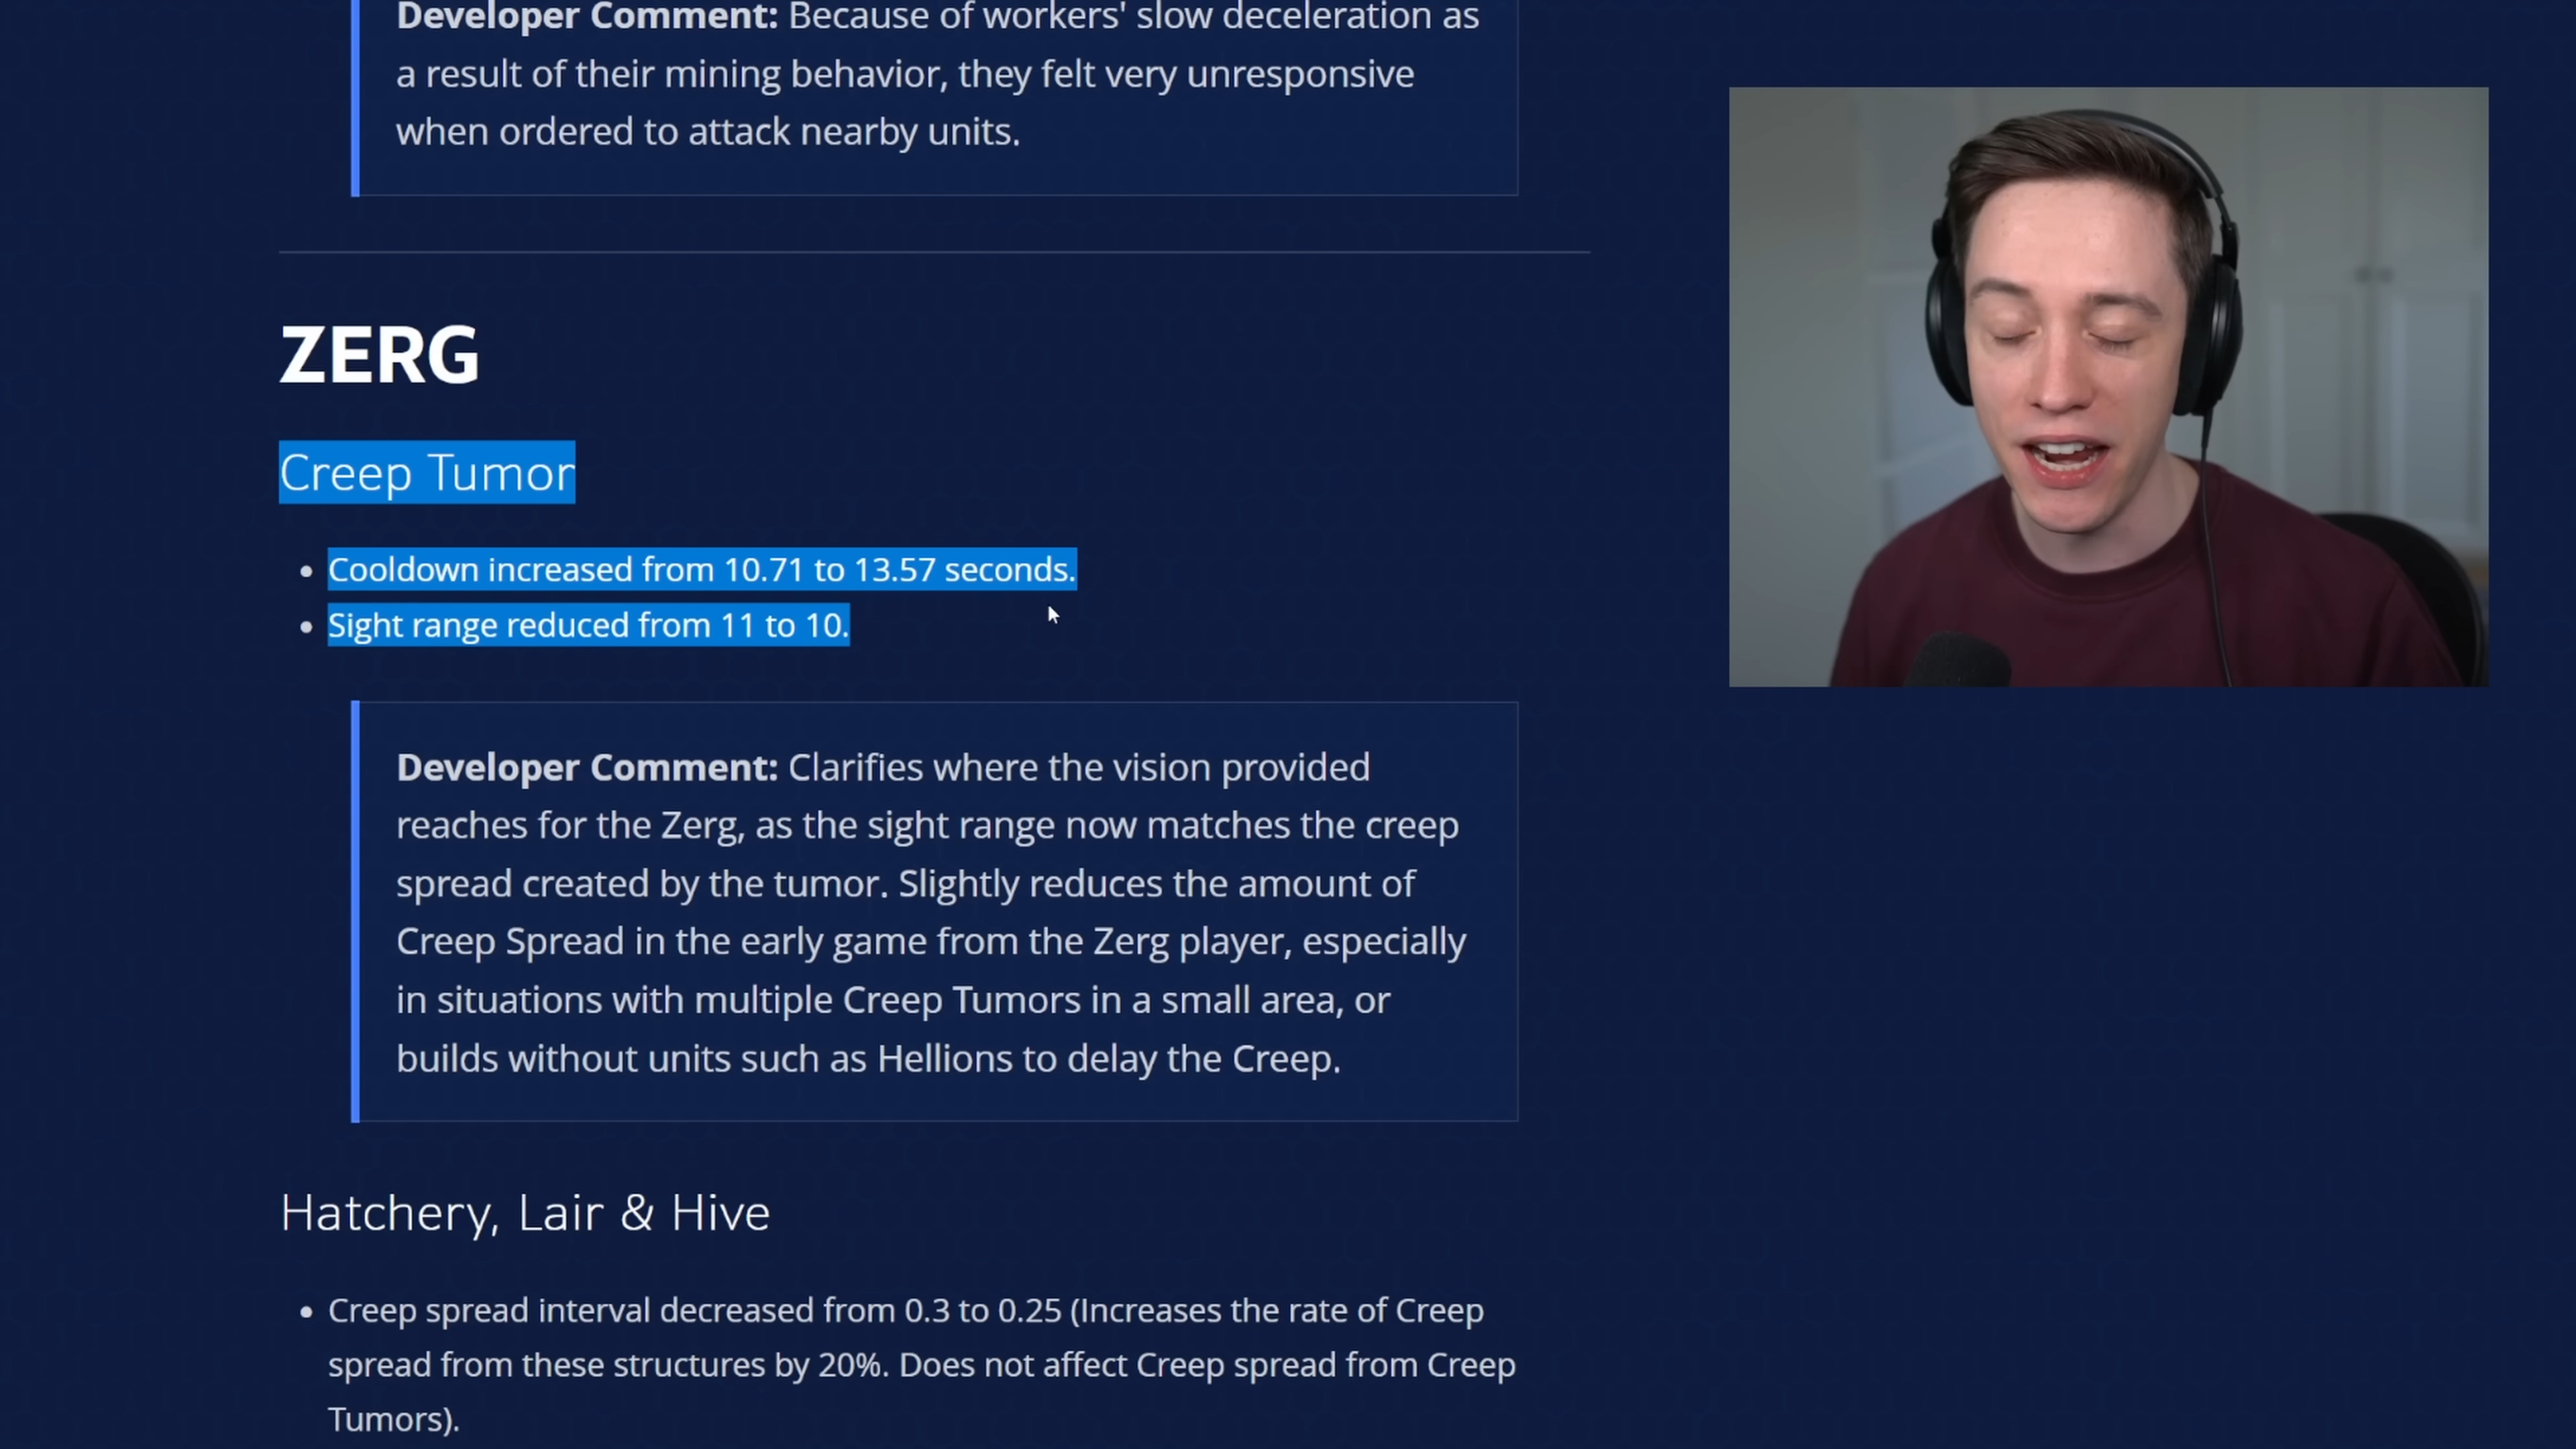 Developer Comment: Because of workers' slow deceleration as
a result of their mining behavior, they felt very unresponsive
when ordered to attack nearby units.
ZERG
Creep Tumor
• Cooldown increased from 10.71 to 13.57 seconds.
• Sight range reduced from 11 to 10.
Developer Comment: Clarifies where the vision provided
reaches for the Zerg, as the sight range now matches the creep
spread created by the tumor. Slightly reduces the amount of
Creep Spread in the early game from the Zerg player, especially
in situations with multiple Creep Tumors in a small area, or
builds without units such as Hellions to delay the Creep.
Hatchery, Lair & Hive
• Creep spread interval decreased from 0.3 to 0.25 (Increases the rate of Creep
spread from these structures by 20%. Does not affect Creep spread from Creep
Tumors).